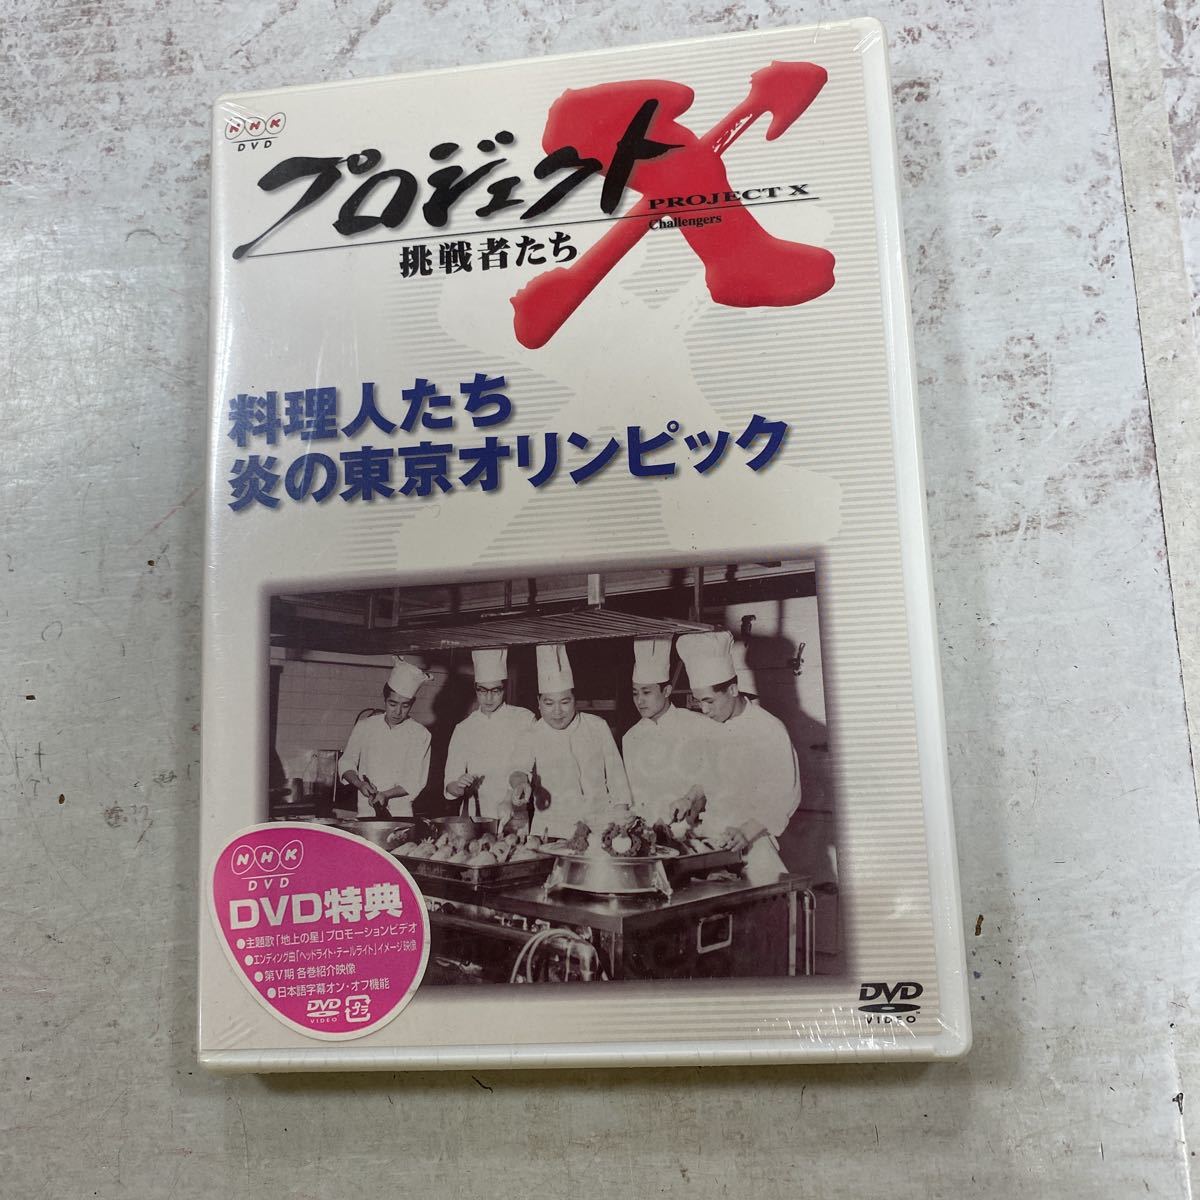 NHK
DVD
プロジェクトX
PROJECT X
Challengers
挑戦者たち
料理人たち
炎の東京オリンピック
NHK
DVD
DVD特典
●主題歌「地上の星」プロモーションビデオ
●エンディング曲「ヘッドライト・テールライト」イメージ映像
●第Ⅴ期 各巻紹介映像
●日本語字幕オン・オフ機能
DVD
VIDEO
プラ
DVD
VIDEO™